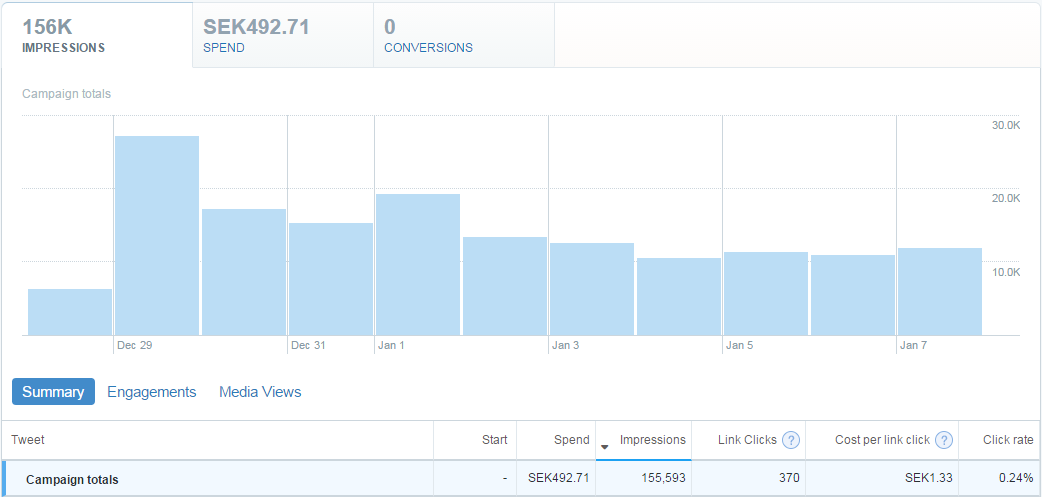 156K
IMPRESSIONS
SEK492.71
SPEND
0
CONVERSIONS
Campaign totals
30.0K
20.0K
10.0K
Dec 29 Dec 31 Jan 1 Jan 3 Jan 5 Jan 7
Summary Engagements Media Views
Tweet Start Spend Impressions Link Clicks ? Cost per link click ? Click rate
Campaign totals - SEK492.71 155,593 370 SEK1.33 0.24%